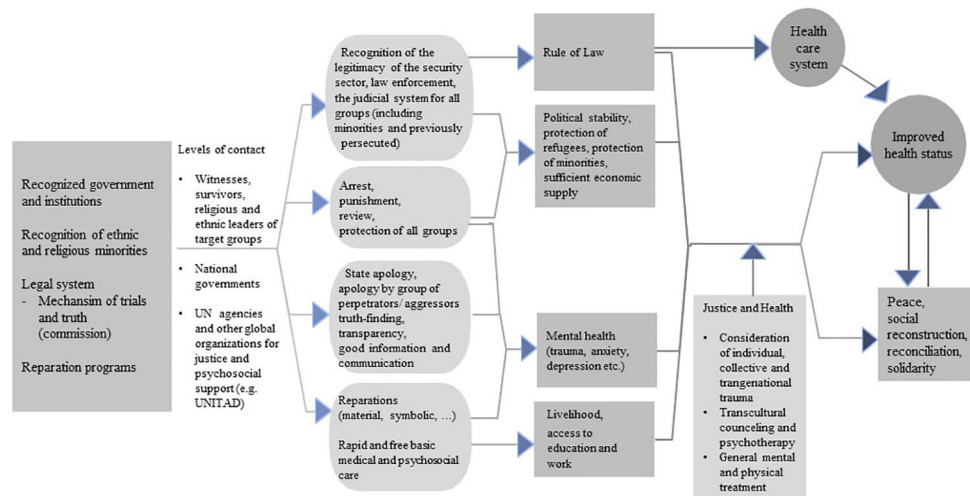 Recognized government
and institutions
Recognition of ethnic
and religious minorities
Legal system
- Mechansim of trials
and truth
(commission)
Reparation programs
Levels of contact
• Witnesses,
survivors,
religious and
ethnic leaders of
target groups
• National
governments
• UN agencies
and other global
organizations for
justice and
psychosocial
support (e.g.
UNITAD)
Recognition of the
legitimacy of the security
sector, law enforcement,
the judicial system for all
groups (including
minorities and previously
persecuted)
Arrest,
punishment,
review,
protection of all groups
State apology,
apology by group of
perpetrators/ aggressors
truth-finding,
transparency,
good information and
communication
Reparations
(material, symbolic, ...)
Rapid and free basic
medical and psychosocial
care
Rule of Law
Political stability,
protection of
refugees, protection
of minorities,
sufficient economic
supply
Mental health
(trauma, anxiety,
depression etc.)
Livelihood,
access to
education and
work
Justice and Health
• Consideration
of individual,
collective and
trangenational
trauma
• Transcultural
counceling and
psychotherapy
• General mental
and physical
treatment
Health
care
system
Improved
health status
Peace,
social
reconstruction,
reconciliation,
solidarity